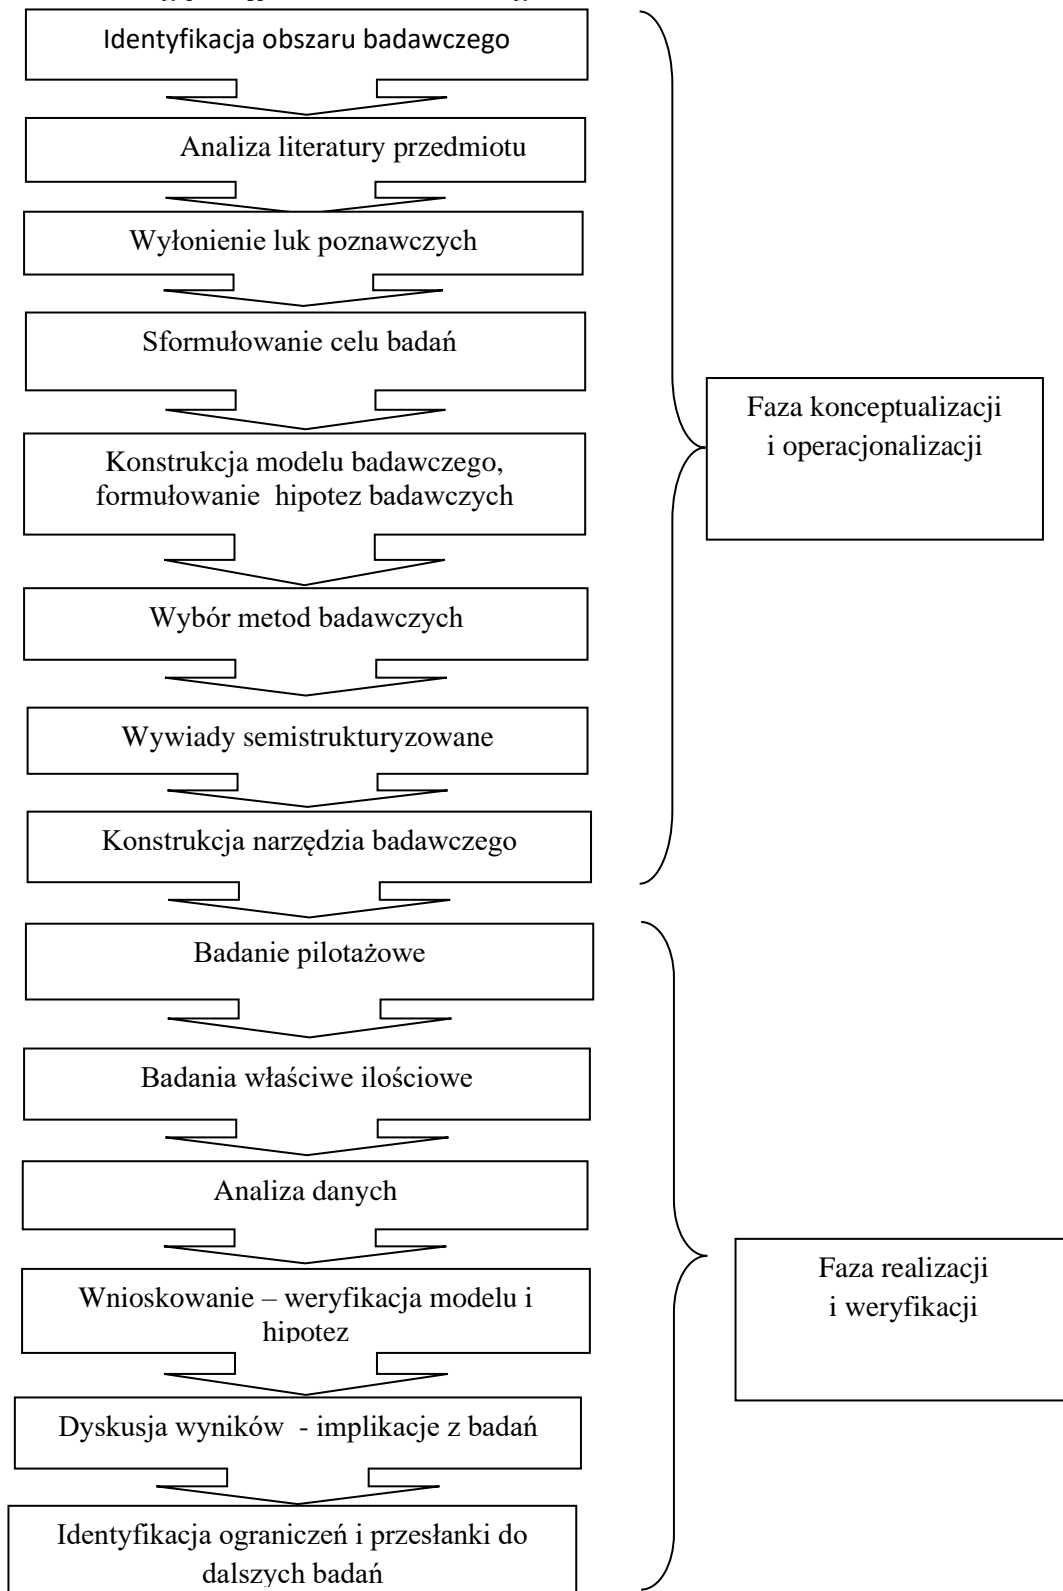 Identyfikacja obszaru badawczego
Analiza literatury przedmiotu
Wyłonienie luk poznawczych
Sformułowanie celu badań
Konstrukcja modelu badawczego,
formułowanie hipotez badawczych
Wybór metod badawczych
Wywiady semistrukturyzowane
Konstrukcja narzędzia badawczego
Faza konceptualizacji
i operacjonalizacji
Badanie pilotażowe
Badania właściwe ilościowe
Analiza danych
Wnioskowanie – weryfikacja modelu i
hipotez
Dyskusja wyników - implikacje z badań
Identyfikacja ograniczeń i przesłanki do
dalszych badań
Faza realizacji
i weryfikacji